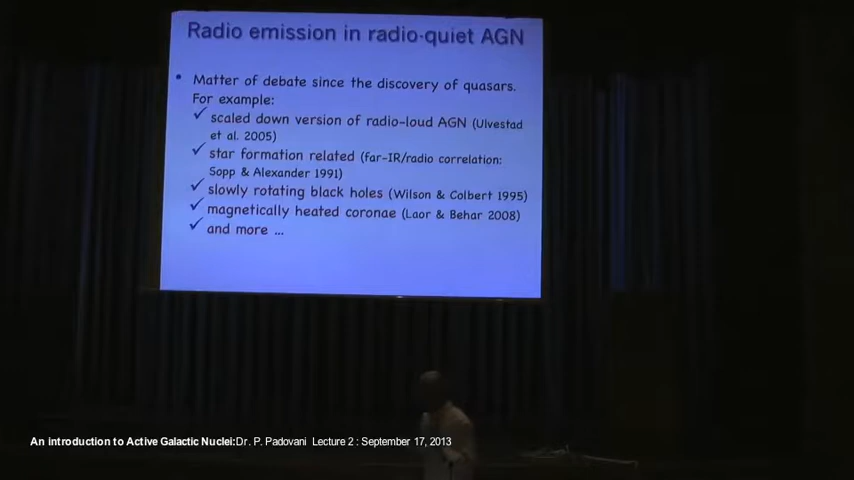 Radio emission in radio-quiet AGN
• Matter of debate since the discovery of quasars.
For example:
✓ scaled down version of radio-loud AGN (Ulvestad
et al. 2005)
✓ star formation related (far-IR/radio correlation:
Sopp & Alexander 1991)
✓ slowly rotating black holes (Wilson & Colbert 1995)
✓ magnetically heated coronae (Laor & Behar 2008)
✓ and more ...
An introduction to Active Galactic Nuclei:Dr. P. Padovani Lecture 2 : September 17, 2013